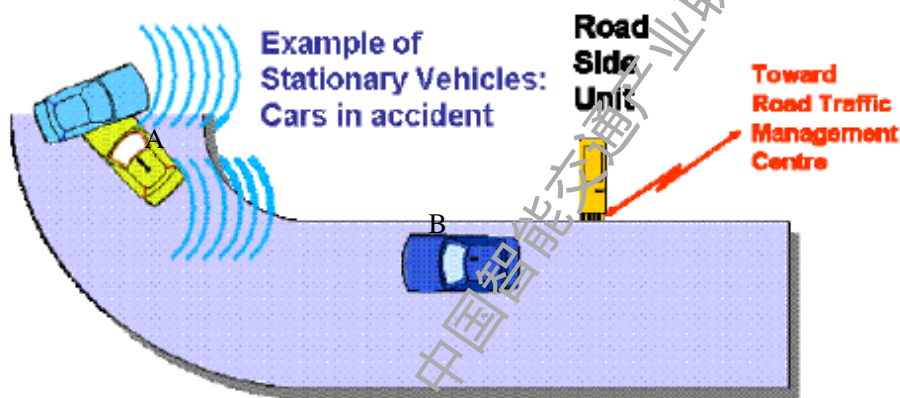 Example of
Stationary Vehicles:
Cars in accident
Road
Side
Unit
Toward
Road Traffic
Management
Centre
A
B
中国智能交通产业联